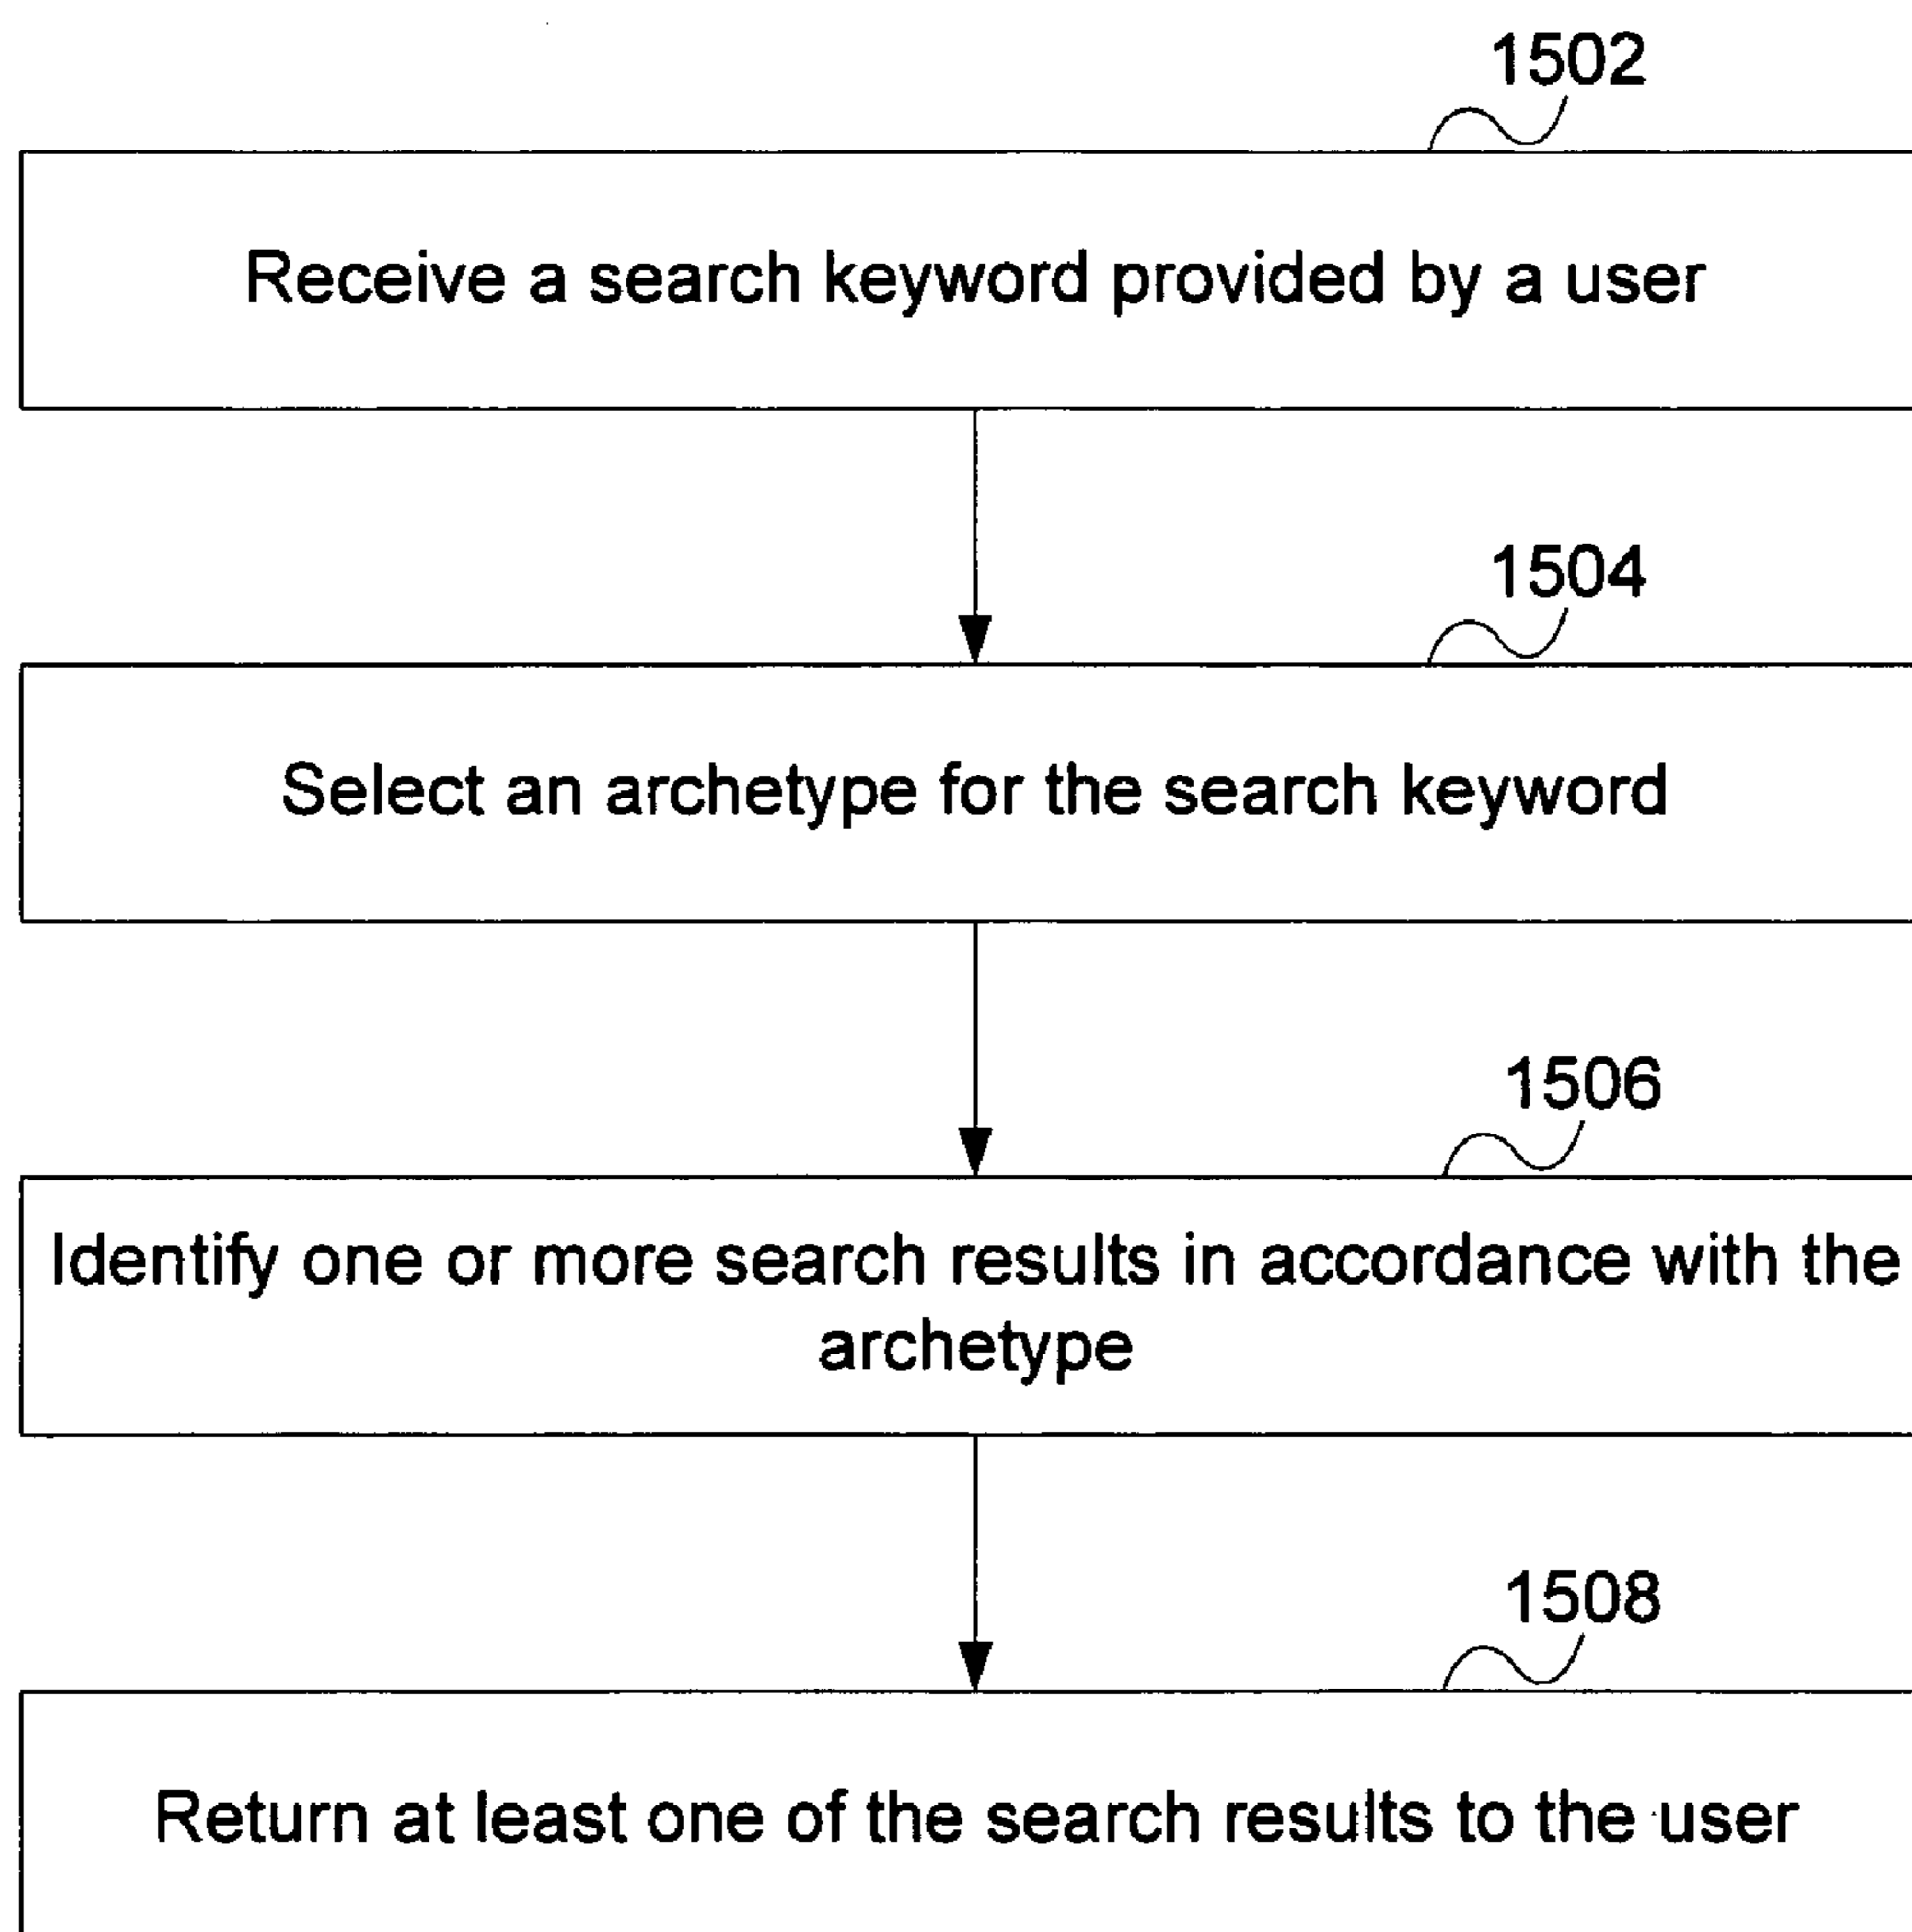 1502
Receive a search keyword provided by a user
1504
Select an archetype for the search keyword
1506
Identify one or more search results in accordance with the
archetype
1508
Return at least one of the search results to the user